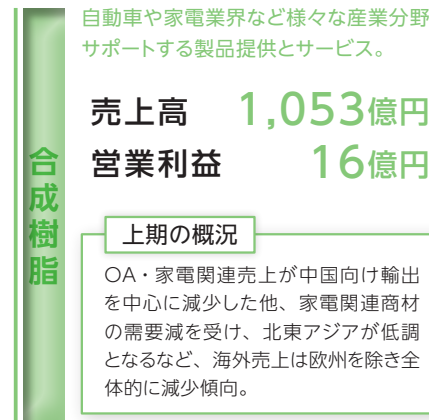 合成樹脂
自動車や家電業界など様々な産業分野
サポートする製品提供とサービス。
売上高 1,053億円
営業利益 16億円
上期の概況
OA・家電関連売上が中国向け輸出
を中心に減少した他、家電関連商材
の需要減を受け、北東アジアが低調
となるなど、海外売上は欧州を除き全
体的に減少傾向。